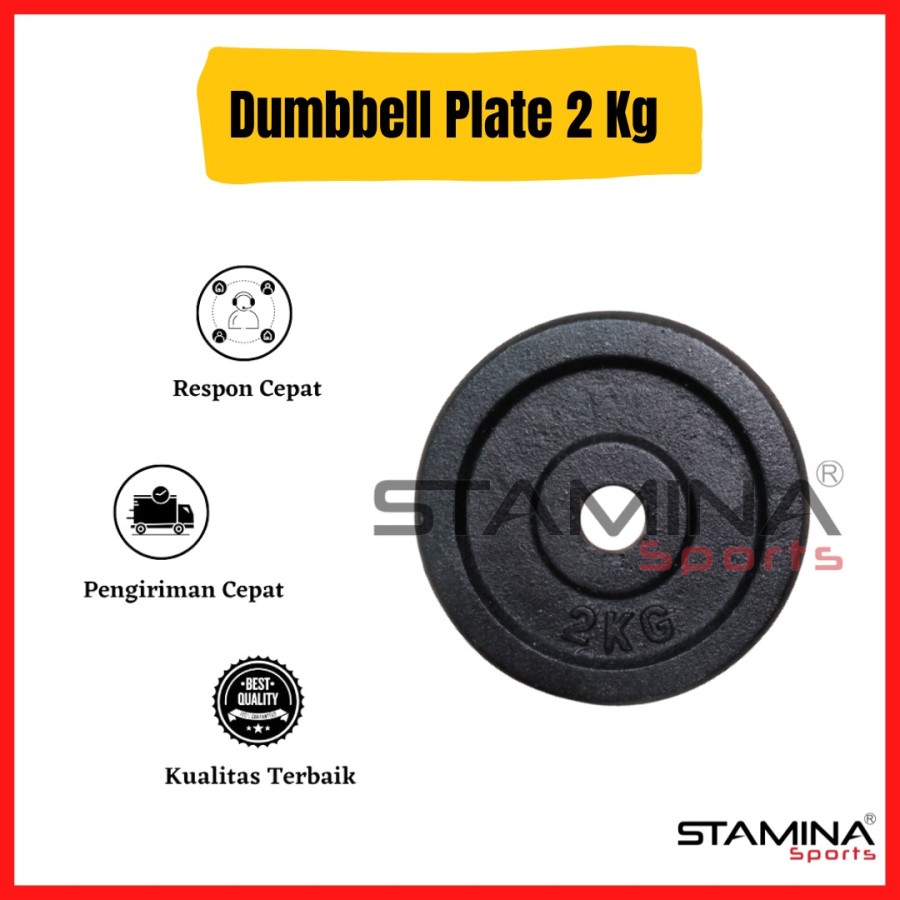 Dumbbell Plate 2 Kg
Respon Cepat
Pengiriman Cepat
BEST
QUALITY
Kualitas Terbaik
STAMINA®
Sports
2KG
STAMINA®
Sports